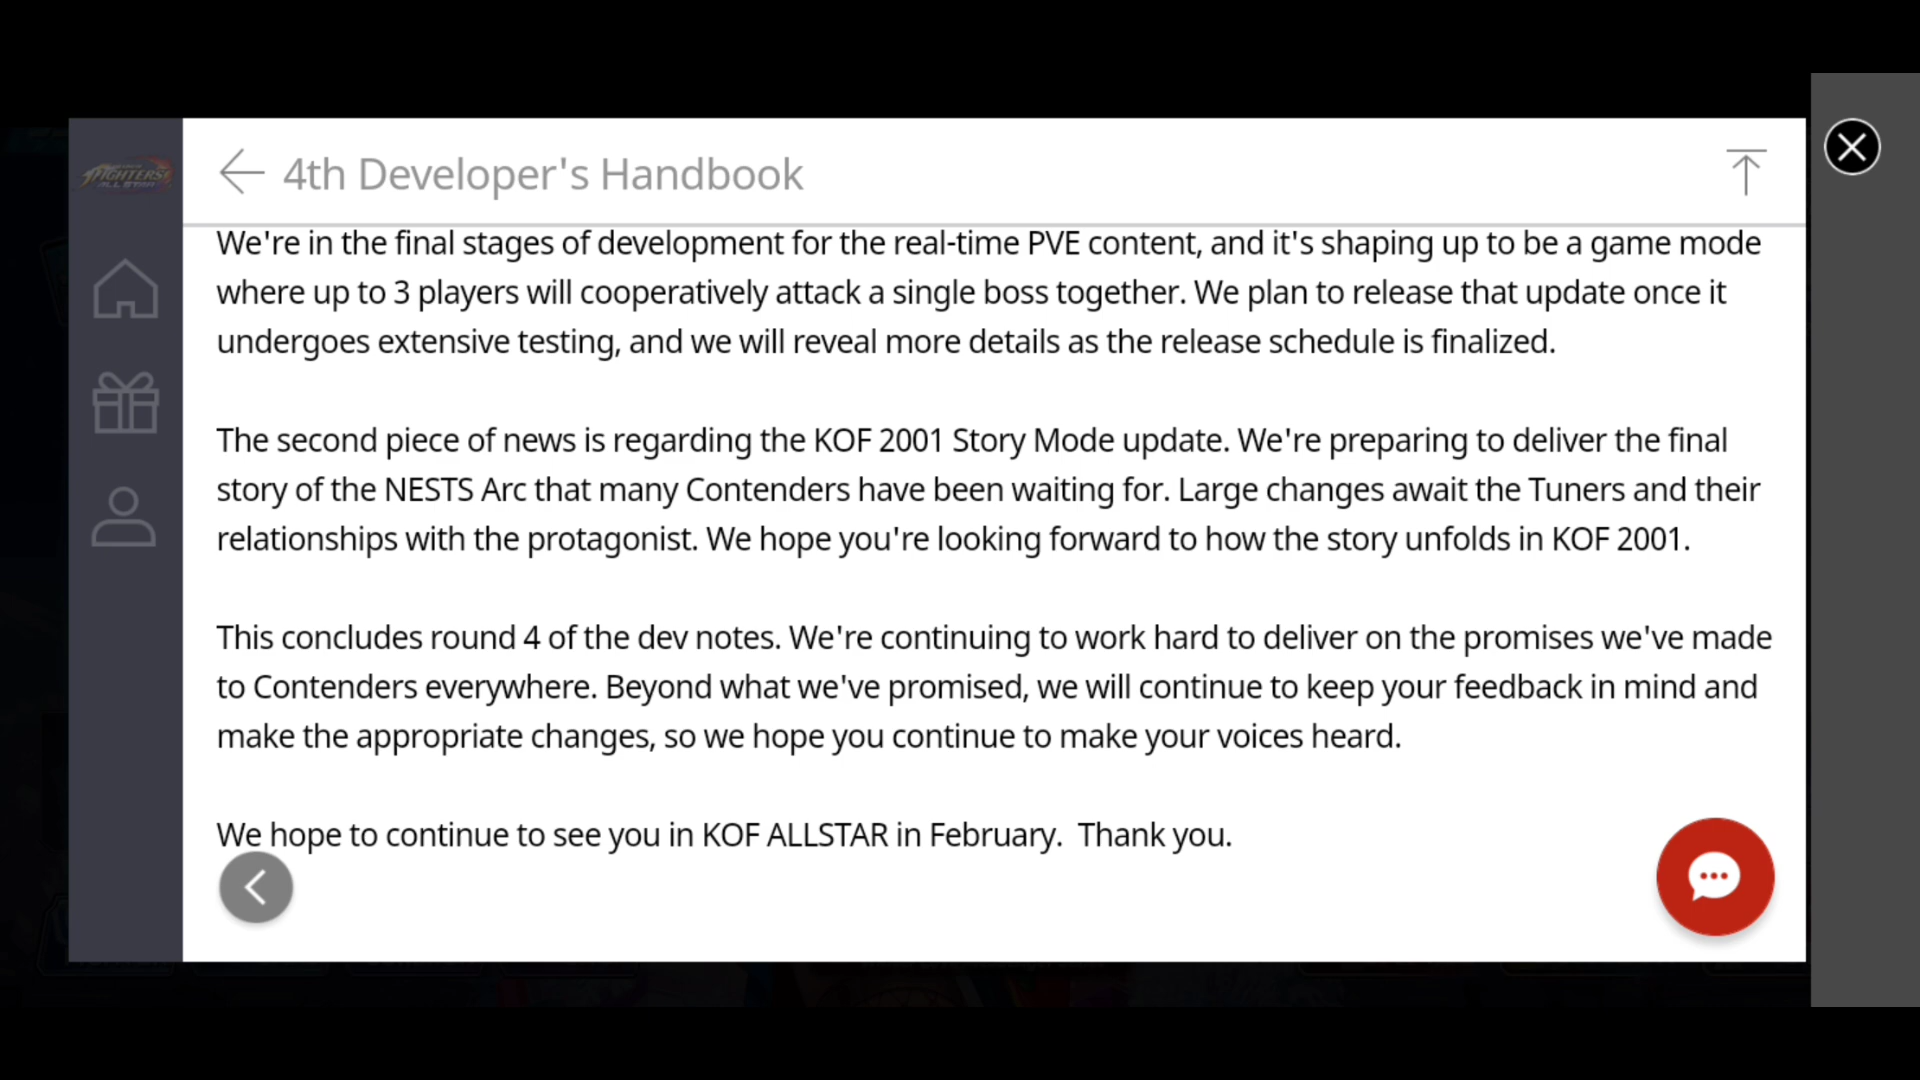 FIGHTERS
ALL STAR
4th Developer's Handbook
We're in the final stages of development for the real-time PVE content, and it's shaping up to be a game mode
where up to 3 players will cooperatively attack a single boss together. We plan to release that update once it
undergoes extensive testing, and we will reveal more details as the release schedule is finalized.
The second piece of news is regarding the KOF 2001 Story Mode update. We're preparing to deliver the final
story of the NESTS Arc that many Contenders have been waiting for. Large changes await the Tuners and their
relationships with the protagonist. We hope you're looking forward to how the story unfolds in KOF 2001.
This concludes round 4 of the dev notes. We're continuing to work hard to deliver on the promises we've made
to Contenders everywhere. Beyond what we've promised, we will continue to keep your feedback in mind and
make the appropriate changes, so we hope you continue to make your voices heard.
We hope to continue to see you in KOF ALLSTAR in February.  Thank you.